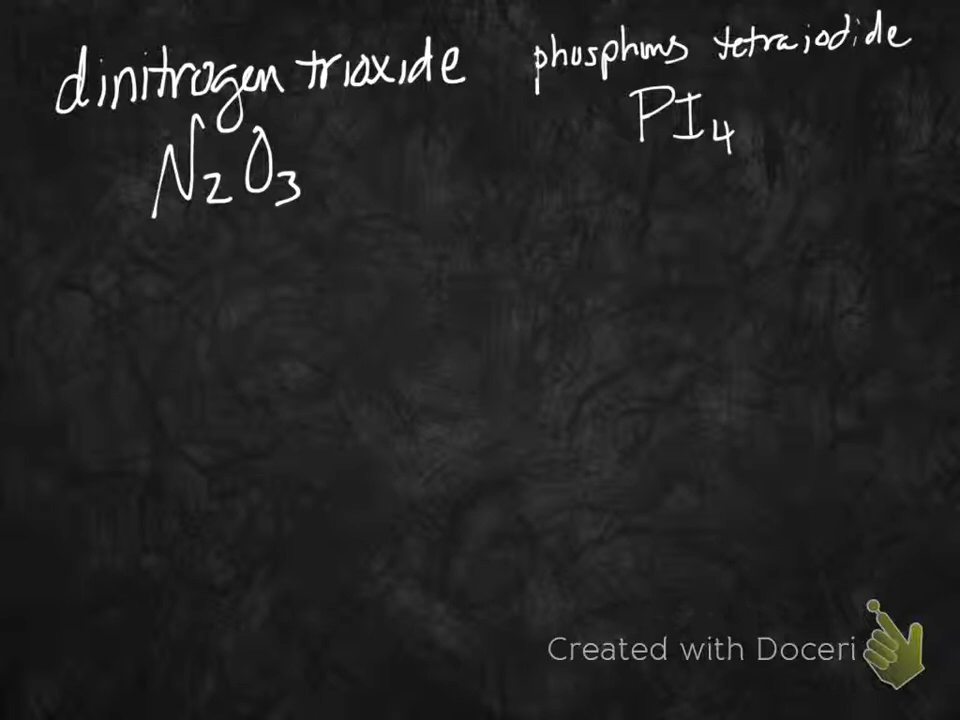 dinitrogen trioxide
N₂O₃
phosphorus tetraiodide
PI₄
Created with Doceri